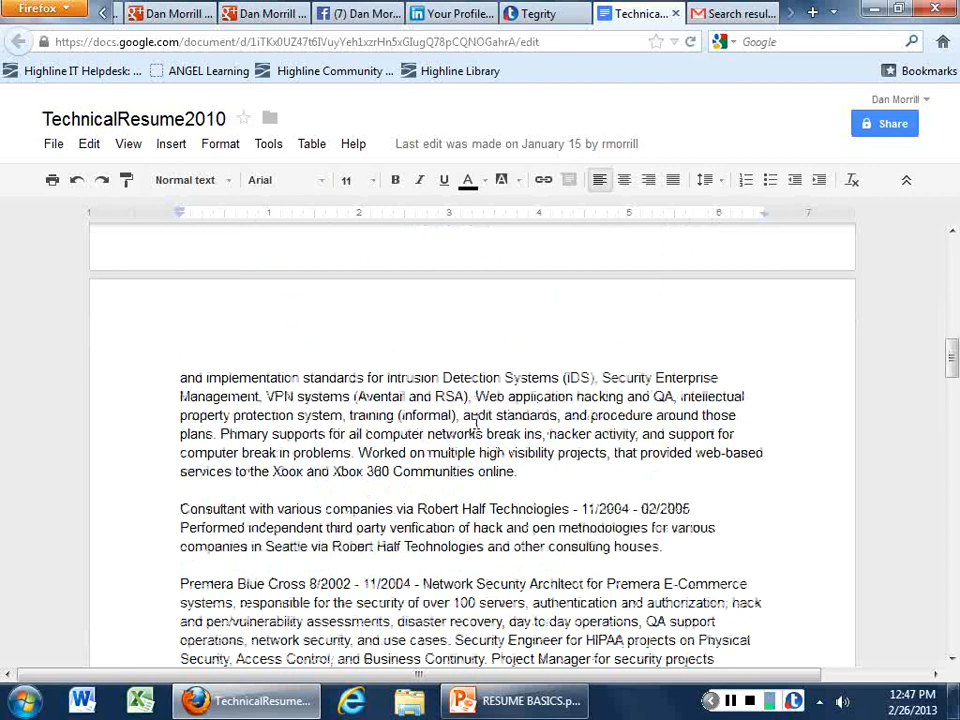 Firefox
Dan Morrill ...
Dan Morrill ...
(7) Dan Mor...
Your Profile...
Tegrity
Technica...
Search resul...
https://docs.google.com/document/d/1iTKx0UZ47t6IVuyYeh1xzrHn5xGIugQ78pCQNOGahrA/edit
Google
Highline IT Helpdesk: ...
ANGEL Learning
Highline Community ...
Highline Library
Bookmarks
Dan Morrill
TechnicalResume2010
Share
File Edit View Insert Format Tools Table Help Last edit was made on January 15 by rmorrill
Normal text Arial 11 B I U A A
1 1 2 3 4 5 6 7
and implementation standards for Intrusion Detection Systems (IDS), Security Enterprise
Management, VPN systems (Aventail and RSA), Web application hacking and QA, intellectual
property protection system, training (informal), audit standards, and procedure around those
plans. Primary supports for all computer networks break ins, hacker activity, and support for
computer break in problems. Worked on multiple high visibility projects, that provided web-based
services to the Xbox and Xbox 360 Communities online.
Consultant with various companies via Robert Half Technologies - 11/2004 - 02/2005
Performed independent third party verification of hack and pen methodologies for various
companies in Seattle via Robert Half Technologies and other consulting houses.
Premera Blue Cross 8/2002 - 11/2004 - Network Security Architect for Premera E-Commerce
systems, responsible for the security of over 100 servers, authentication and authorization, hack
and pen/vulnerability assessments, disaster recovery, day to day operations, QA support
operations, network security, and use cases. Security Engineer for HIPAA projects on Physical
Security, Access Control, and Business Continuity. Project Manager for security projects
TechnicalResume...
RESUME BASICS.p...
12:47 PM
2/26/2013